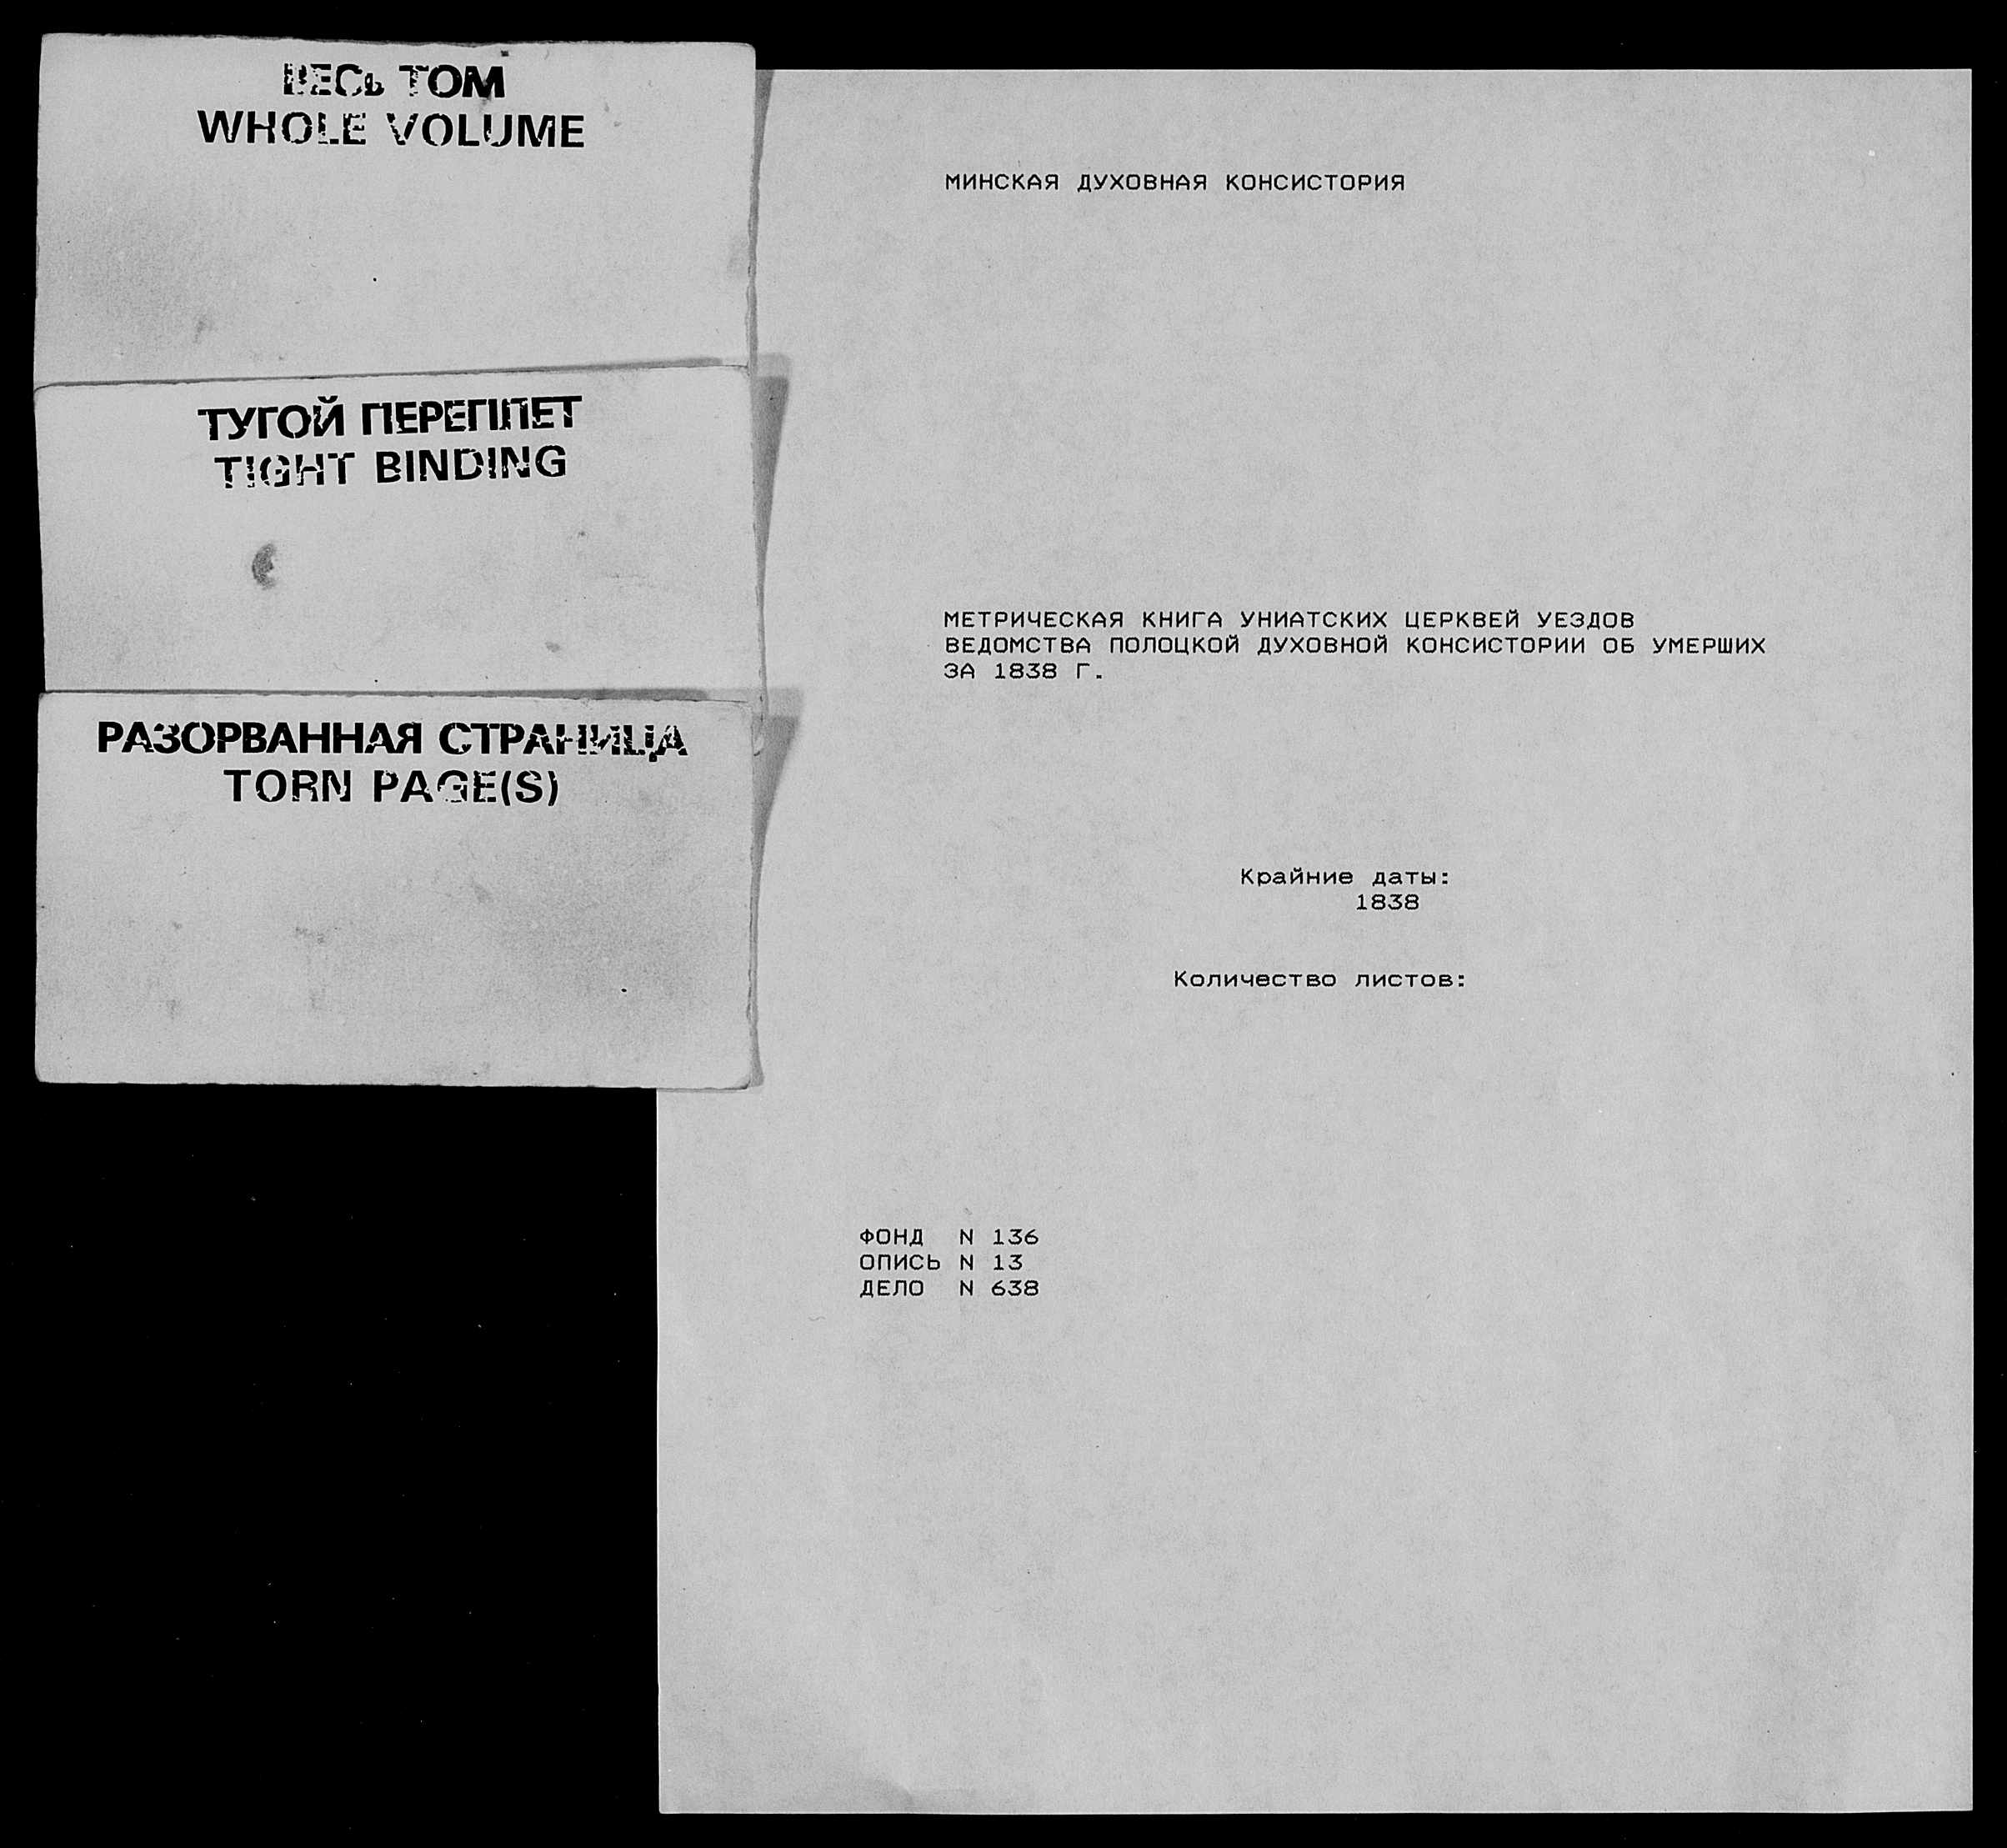 ВЕСЬ ТОМ
WHOLE VOLUME
ТУГОЙ ПЕРЕПЛЕТ
TIGHT BINDING
РАЗОРВАННАЯ СТРАНИЦА
TORN PAGE(S)
МИНСКАЯ ДУХОВНАЯ КОНСИСТОРИЯ
МЕТРИЧЕСКАЯ КНИГА УНИАТСКИХ ЦЕРКВЕЙ УЕЗДОВ
ВЕДОМСТВА ПОЛОЦКОЙ ДУХОВНОЙ КОНСИСТОРИИ ОБ УМЕРШИХ
ЗА 1838 Г.
Крайние даты:
1838
Количество листов:
ФОНД N 136
ОПИСЬ N 13
ДЕЛО N 638